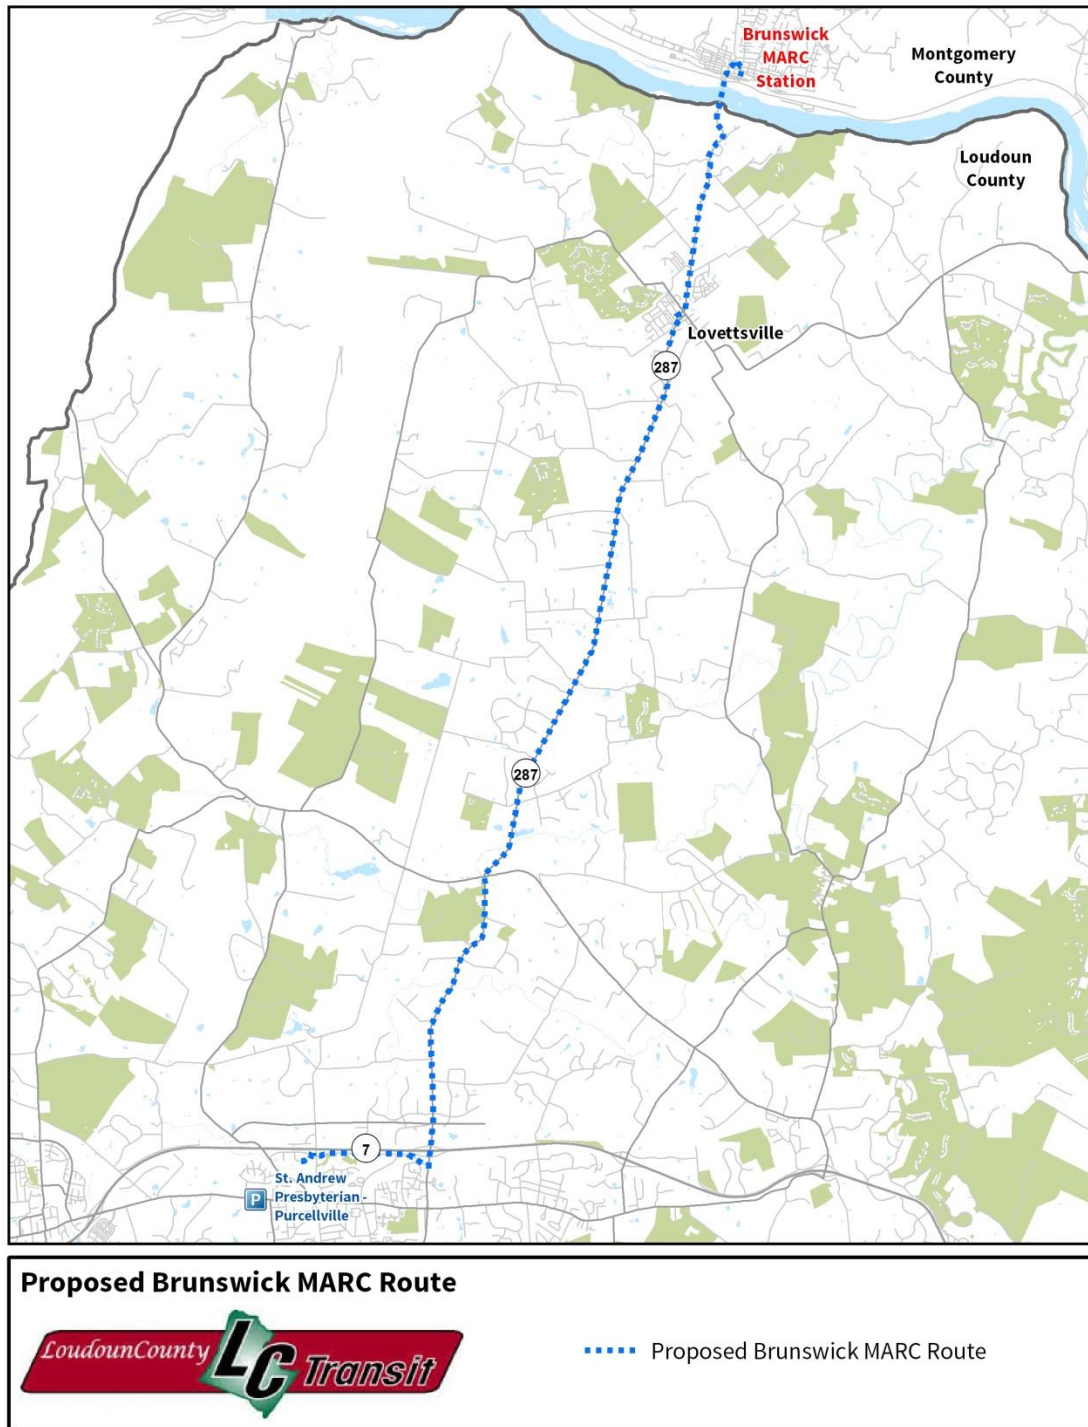 Brunswick
MARC
Station
Montgomery
County
Loudoun
County
Lovettsville
287
287
7
P
St. Andrew
Presbyterian -
Purcellville
Proposed Brunswick MARC Route
LoudounCounty LC Transit
Proposed Brunswick MARC Route